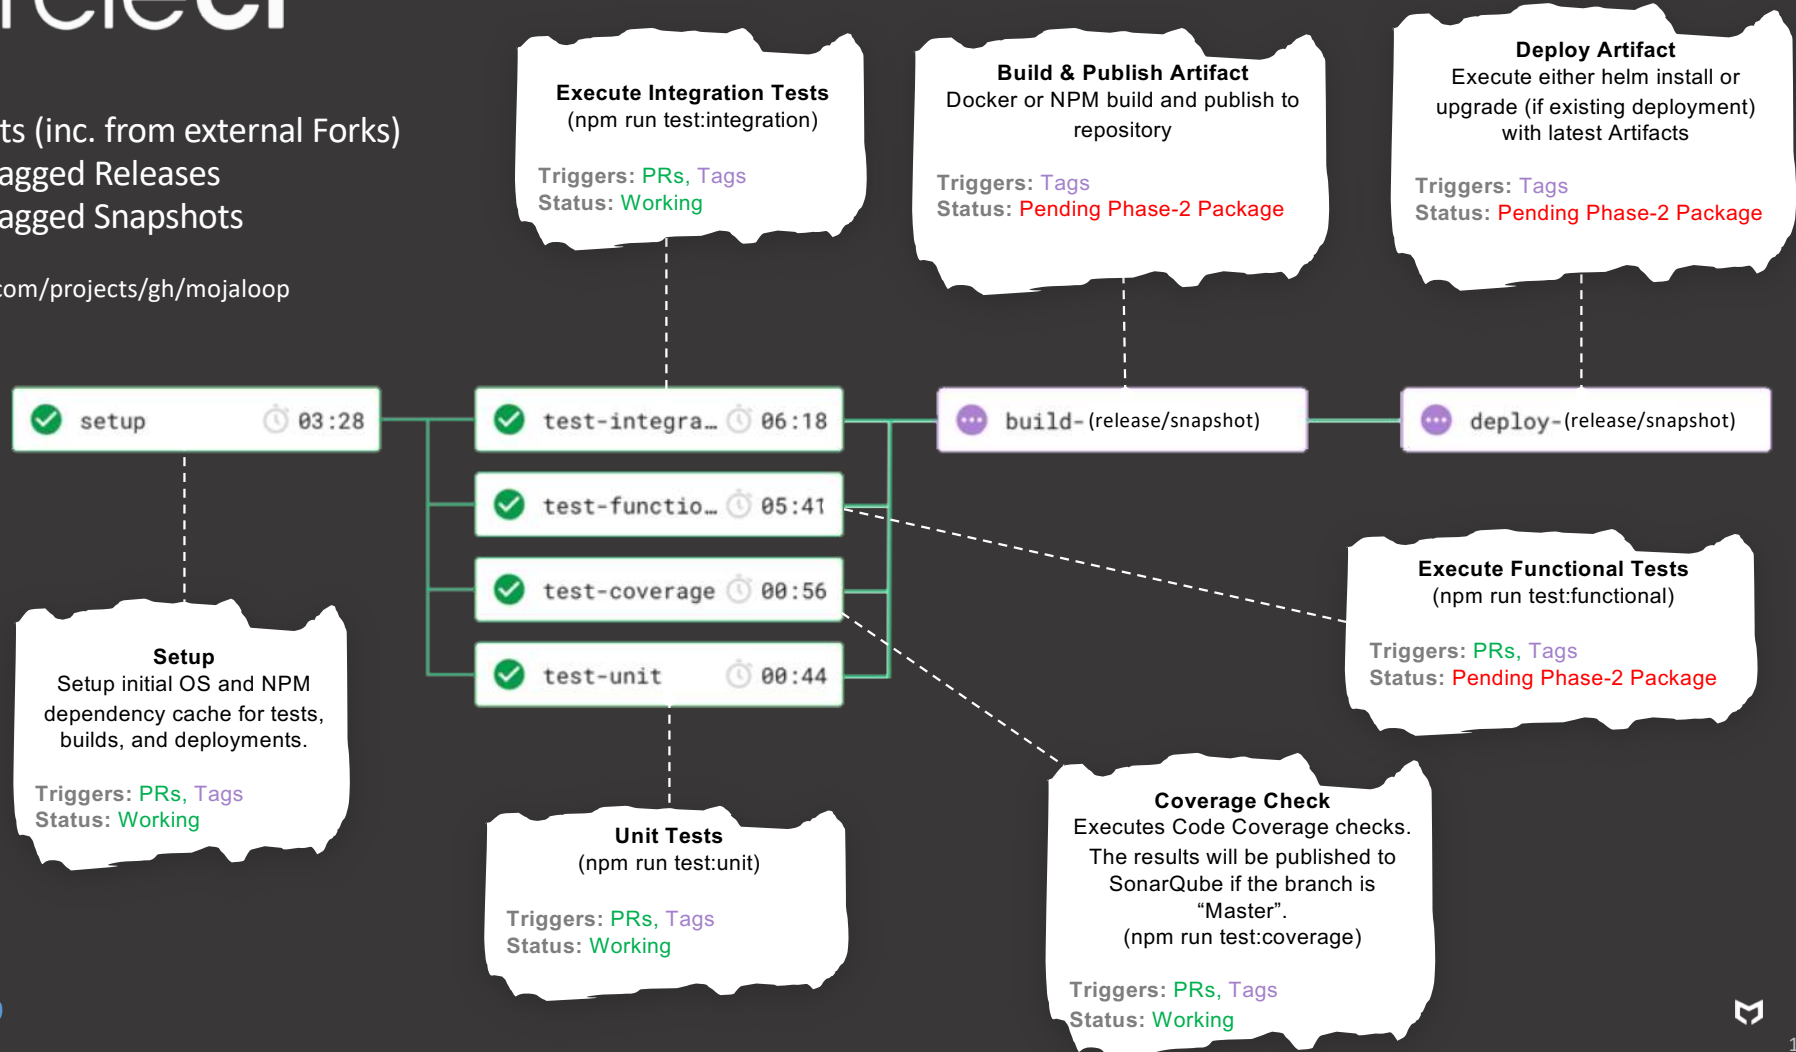 ts (inc. from external Forks)
agged Releases
agged Snapshots
com/projects/gh/mojaloop
Execute Integration Tests
(npm run test:integration)
Triggers: PRs, Tags
Status: Working
Build & Publish Artifact
Docker or NPM build and publish to
repository
Triggers: Tags
Status: Pending Phase-2 Package
Deploy Artifact
Execute either helm install or
upgrade (if existing deployment)
with latest Artifacts
Triggers: Tags
Status: Pending Phase-2 Package
setup 03:28
test-integra… 06:18
build-(release/snapshot)
deploy-(release/snapshot)
test-functio… 05:41
test-coverage 00:56
test-unit 00:44
Execute Functional Tests
(npm run test:functional)
Triggers: PRs, Tags
Status: Pending Phase-2 Package
Setup
Setup initial OS and NPM
dependency cache for tests,
builds, and deployments.
Triggers: PRs, Tags
Status: Working
Unit Tests
(npm run test:unit)
Triggers: PRs, Tags
Status: Working
Coverage Check
Executes Code Coverage checks.
The results will be published to
SonarQube if the branch is
“Master”.
(npm run test:coverage)
Triggers: PRs, Tags
Status: Working